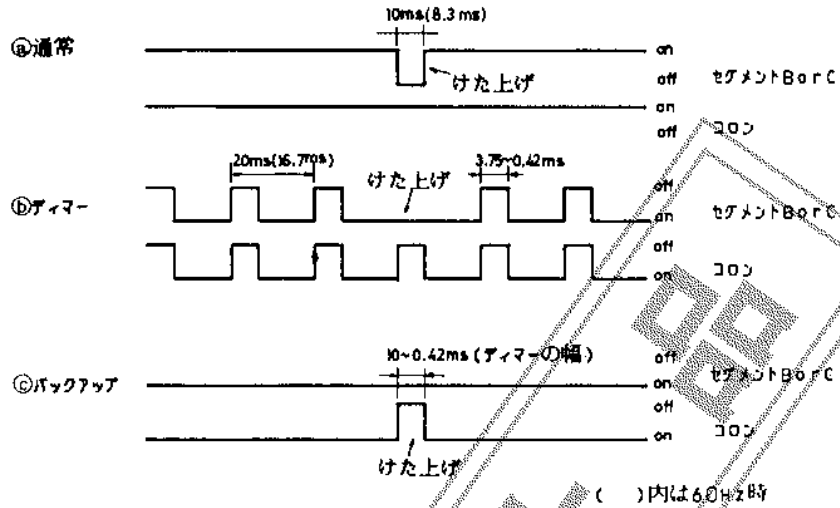 10ms(8.3ms)
ⓐ通常
on
off セグメントBorC
けた上げ
on
off コロン
20ms(16.7ms)
けた上げ
3.75~0.42ms
off
ⓑディマー
on セグメントBorC
off
on コロン
10~0.42ms(ディマーの幅)
off
ⓒバックアップ
on セグメントBorC
off
on コロン
けた上げ
( )内は60Hz時